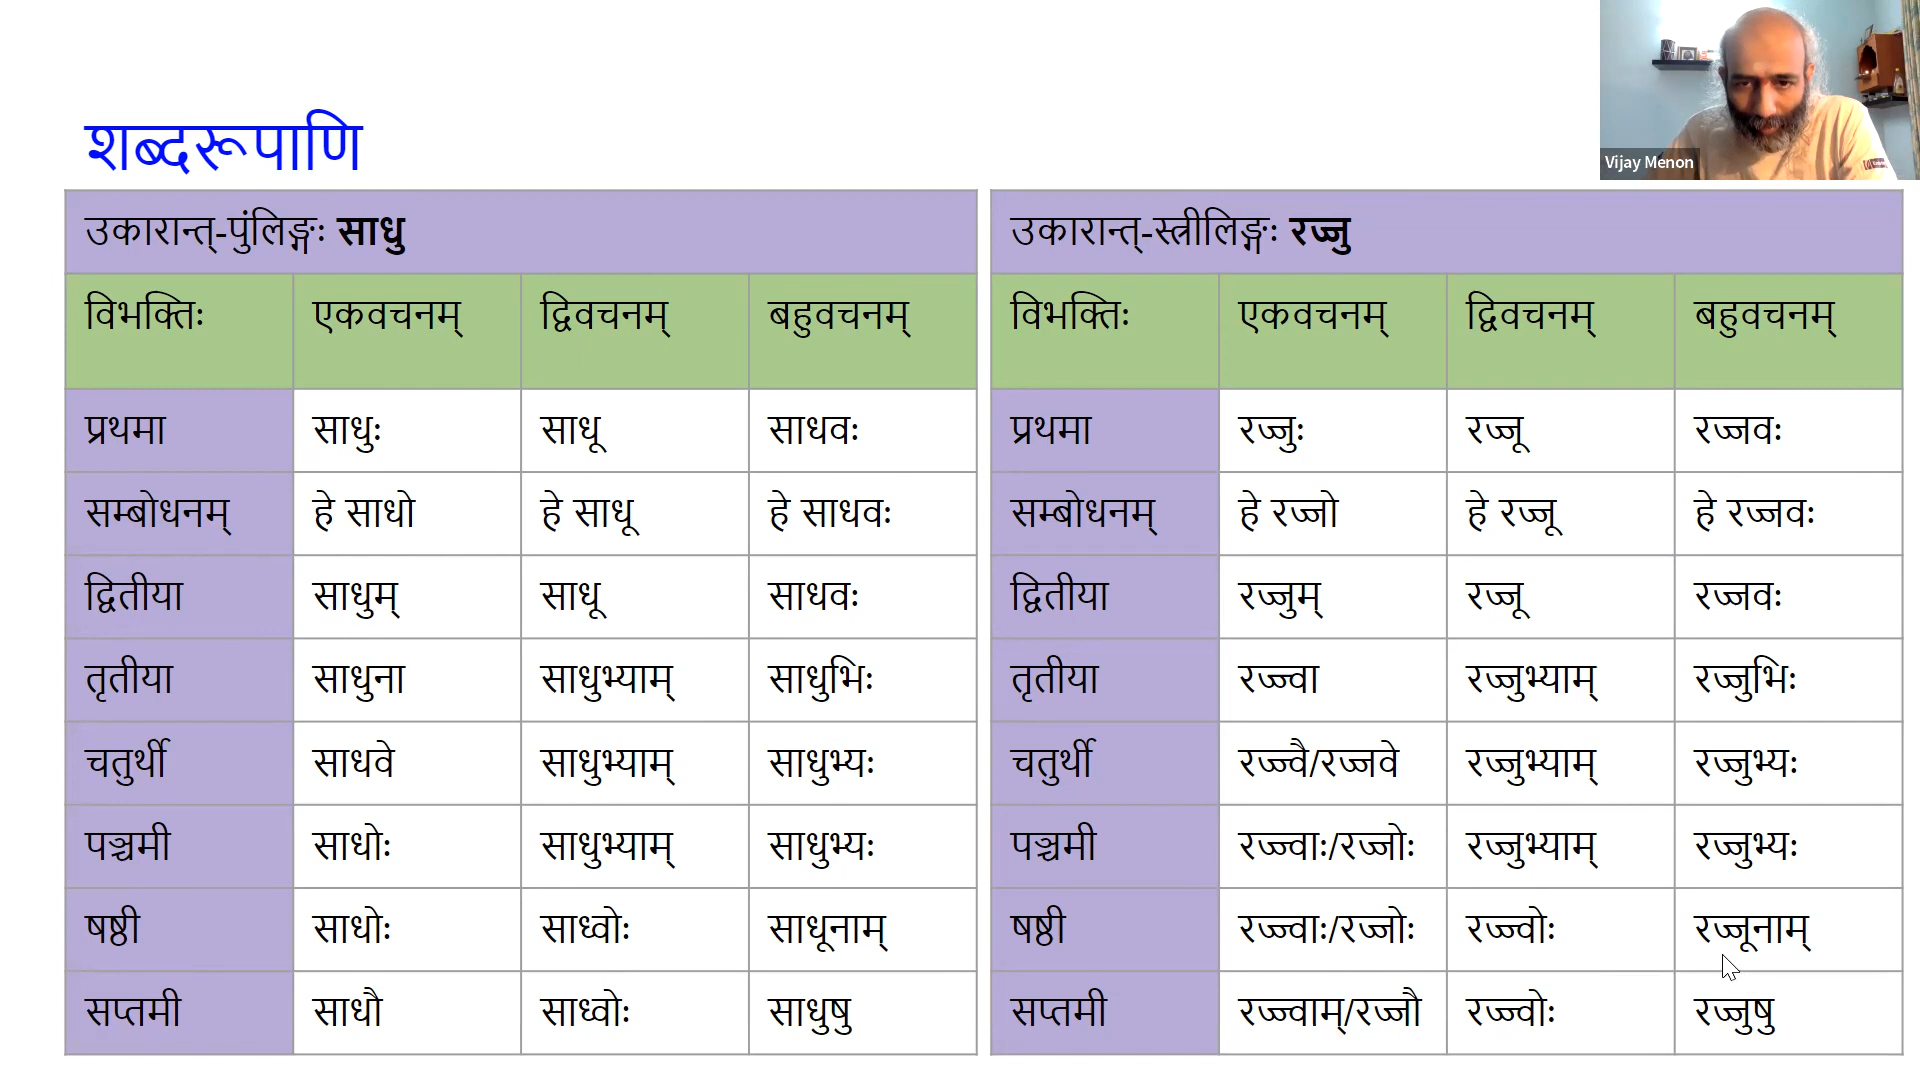 Vijay Menon
शब्दरूपाणि
उकारान्त्-पुंलिङ्गः साधु
विभक्तिः एकवचनम् द्विवचनम् बहुवचनम्
प्रथमा साधुः साधू साधवः
सम्बोधनम् हे साधो हे साधू हे साधवः
द्वितीया साधुम् साधू साधवः
तृतीया साधुना साधुभ्याम् साधुभिः
चतुर्थी साधवे साधुभ्याम् साधुभ्यः
पञ्चमी साधोः साधुभ्याम् साधुभ्यः
षष्ठी साधोः साध्वोः साधूनाम्
सप्तमी साधौ साध्वोः साधुषु
उकारान्त्-स्त्रीलिङ्गः रज्जु
विभक्तिः एकवचनम् द्विवचनम् बहुवचनम्
प्रथमा रज्जुः रज्जू रज्जवः
सम्बोधनम् हे रज्जो हे रज्जू हे रज्जवः
द्वितीया रज्जुम् रज्जू रज्जवः
तृतीया रज्ज्वा रज्जुभ्याम् रज्जुभिः
चतुर्थी रज्ज्वै/रज्जवे रज्जुभ्याम् रज्जुभ्यः
पञ्चमी रज्ज्वाः/रज्जोः रज्जुभ्याम् रज्जुभ्यः
षष्ठी रज्ज्वाः/रज्जोः रज्ज्वोः रज्जूनाम्
सप्तमी रज्ज्वाम्/रज्जौ रज्ज्वोः रज्जुषु